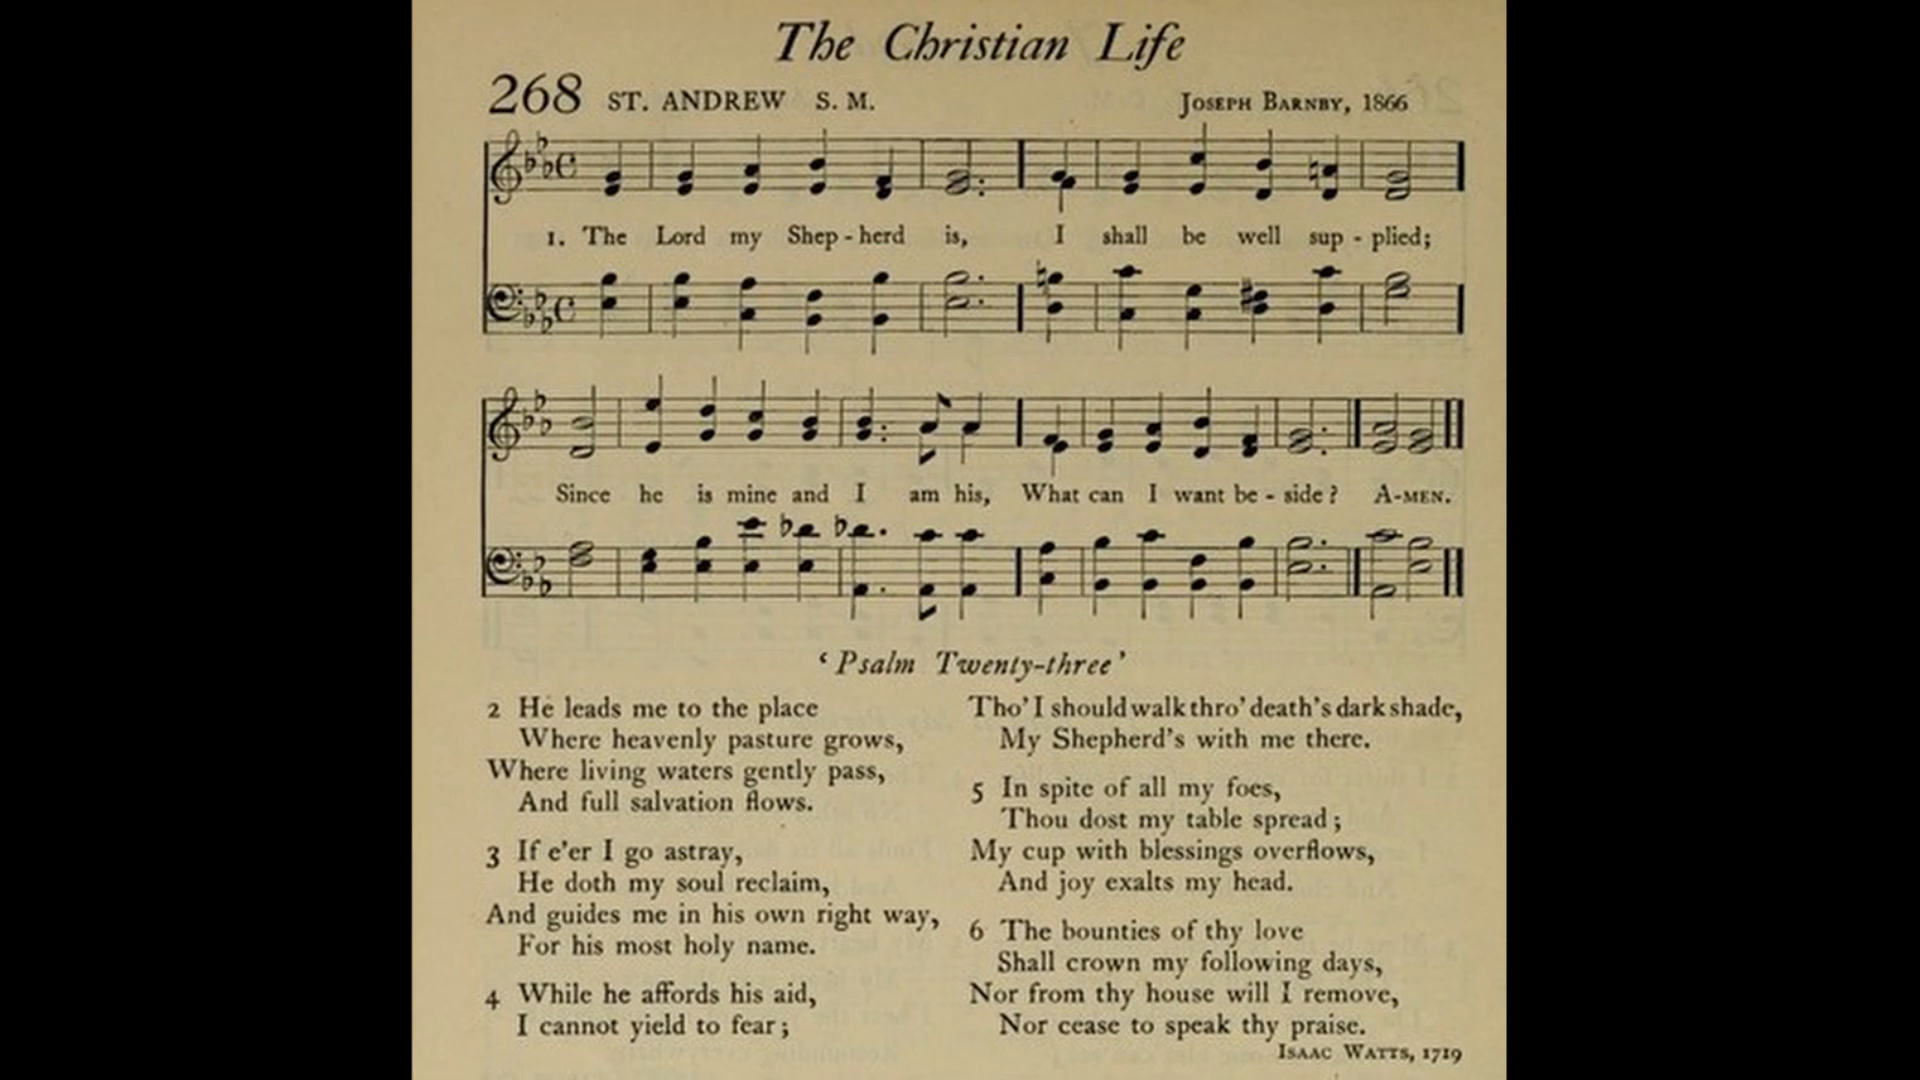 The Christian Life
268 ST. ANDREW S. M. JOSEPH BARNBY, 1866
1. The Lord my Shep - herd is, I shall be well sup - plied;
Since he is mine and I am his, What can I want be - side? A-MEN.
‘Psalm Twenty-three’
2 He leads me to the place
Where heavenly pasture grows,
Where living waters gently pass,
And full salvation flows.
3 If e'er I go astray,
He doth my soul reclaim,
And guides me in his own right way,
For his most holy name.
4 While he affords his aid,
I cannot yield to fear;
Tho' I should walk thro' death's dark shade,
My Shepherd's with me there.
5 In spite of all my foes,
Thou dost my table spread;
My cup with blessings overflows,
And joy exalts my head.
6 The bounties of thy love
Shall crown my following days,
Nor from thy house will I remove,
Nor cease to speak thy praise.
ISAAC WATTS, 1719